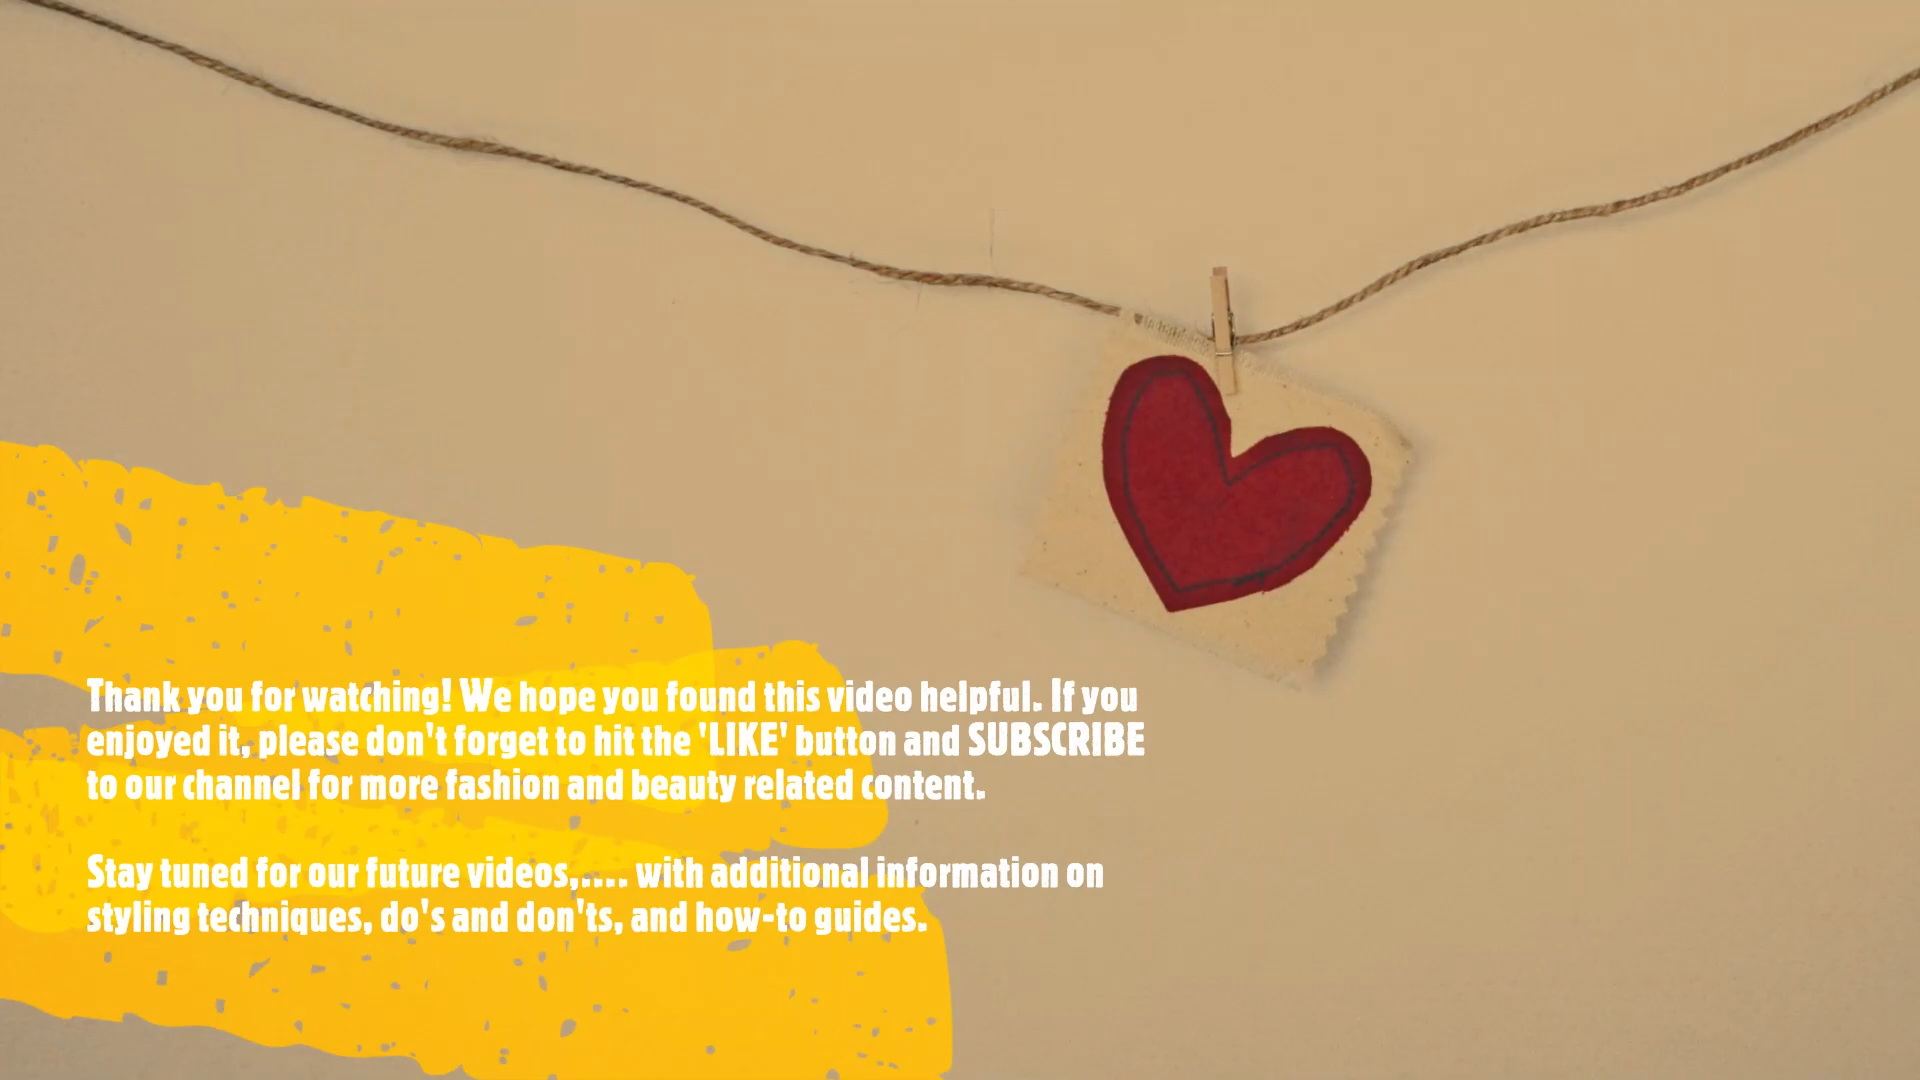 Thank you for watching! We hope you found this video helpful. If you
enjoyed it, please don't forget to hit the 'LIKE' button and SUBSCRIBE
to our channel for more fashion and beauty related content.
Stay tuned for our future videos,.... with additional information on
styling techniques, do's and don'ts, and how-to guides.